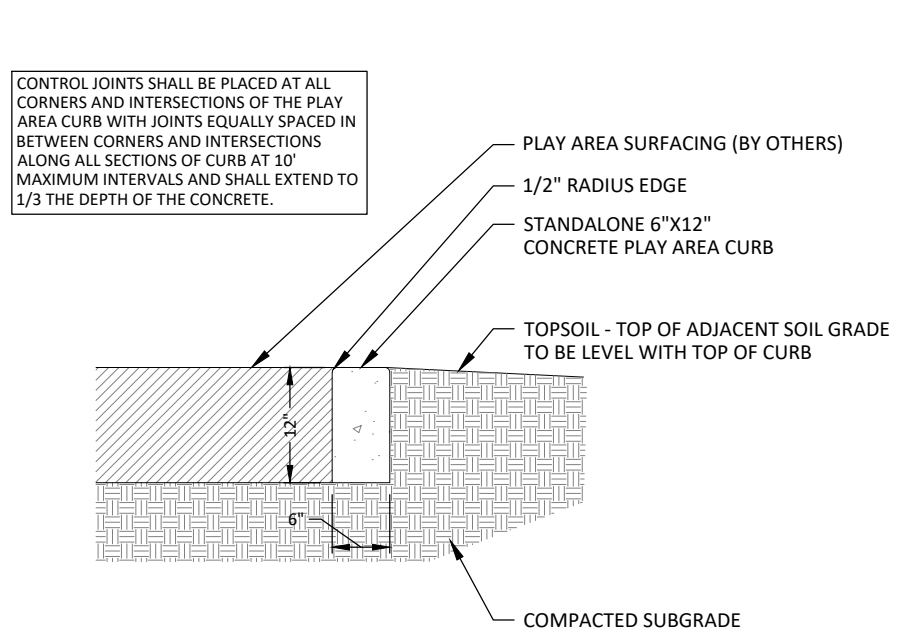 CONTROL JOINTS SHALL BE PLACED AT ALL
CORNERS AND INTERSECTIONS OF THE PLAY
AREA CURB WITH JOINTS EQUALLY SPACED IN
BETWEEN CORNERS AND INTERSECTIONS
ALONG ALL SECTIONS OF CURB AT 10'
MAXIMUM INTERVALS AND SHALL EXTEND TO
1/3 THE DEPTH OF THE CONCRETE.
PLAY AREA SURFACING (BY OTHERS)
1/2" RADIUS EDGE
STANDALONE 6"X12"
CONCRETE PLAY AREA CURB
TOPSOIL - TOP OF ADJACENT SOIL GRADE
TO BE LEVEL WITH TOP OF CURB
12"
6"
COMPACTED SUBGRADE